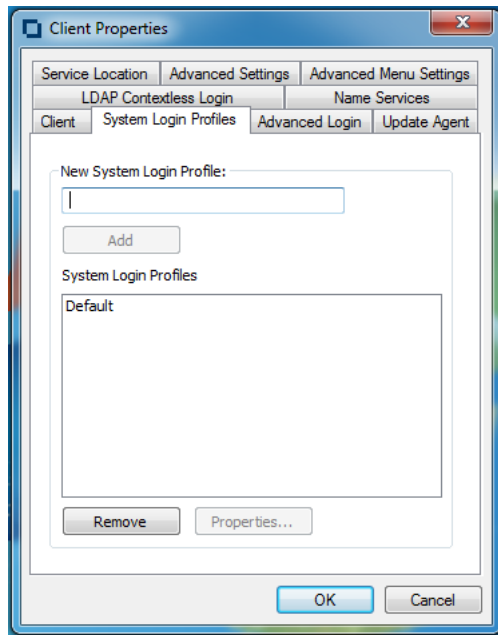 Client Properties
Service Location Advanced Settings Advanced Menu Settings
LDAP Contextless Login Name Services
Client System Login Profiles Advanced Login Update Agent
New System Login Profile:
Add
System Login Profiles
Default
Remove Properties...
OK Cancel